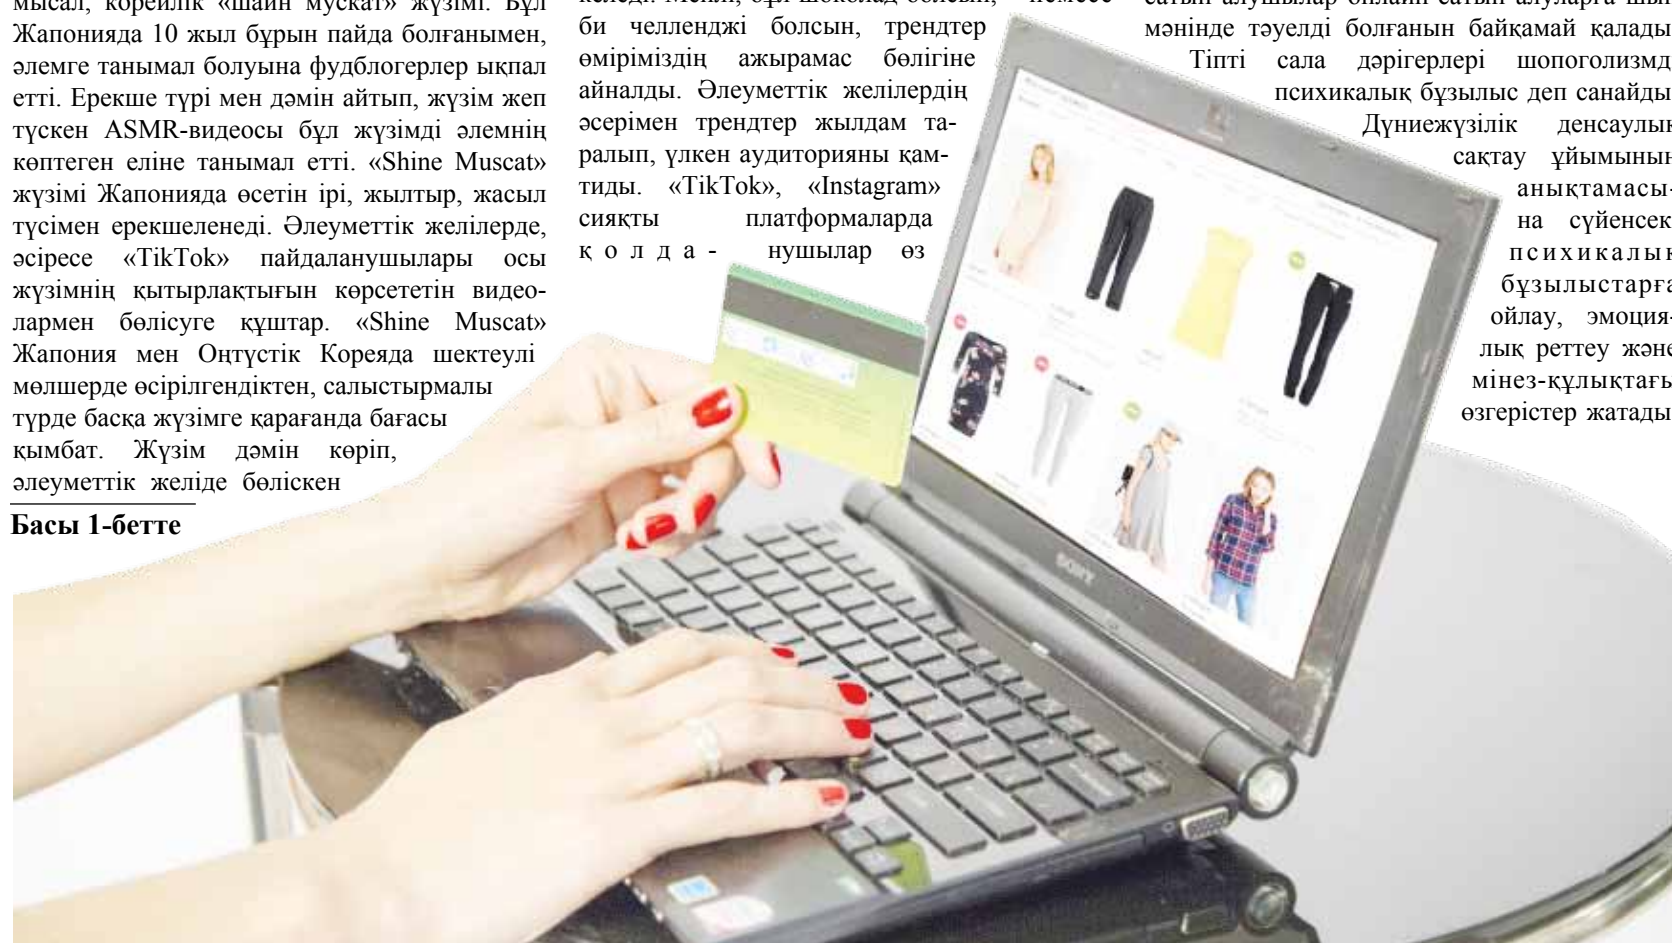 мысал, корейлік «шайн мускат» жүзімі. Бұл
Жапонияда 10 жыл бұрын пайда болғанымен,
әлемге танымал болуына фудблогерлер ықпал
етті. Ерекше түрі мен дәмін айтып, жүзім жеп
түскен ASMR-видеосы бұл жүзімді әлемнің
көптеген еліне танымал етті. «Shine Muscat»
жүзімі Жапонияда өсетін ірі, жылтыр, жасыл
түсімен ерекшеленеді. Әлеуметтік желілерде,
әсіресе «TikTok» пайдаланушылары осы
жүзімнің қытырлақтығын көрсететін видео-
лармен бөлісуге құштар. «Shine Muscat»
Жапония мен Оңтүстік Кореяда шектеулі
мөлшерде өсірілгендіктен, салыстырмалы
түрде басқа жүзімге қарағанда бағасы
қымбат. Жүзім дәмін көріп,
әлеуметтік желіде бөліскен
Басы 1-бетте
би челленджі болсын, трендтер
өміріміздің ажырамас бөлігіне
айналды. Әлеуметтік желілердің
әсерімен трендтер жылдам та-
ралып, үлкен аудиторияны қам-
тиды. «TikTok», «Instagram»
сияқты платформаларда
қолда- нушылар өз
сатып алушылар онлайн сатып алуларға
мәнінде тәуелді болғанын байқамай қалады
Тіпті сала дәрігерлері шопоголизмд
психикалық бұзылыс деп санайды
Дүниежүзілік денсаулық
сақтау ұйымының
анықтамасы-
на сүйенсек
психикалық
бұзылыстарға
ойлау, эмоция-
лық реттеу және
мінез-құлықтағы
өзгерістер жатады
SONY